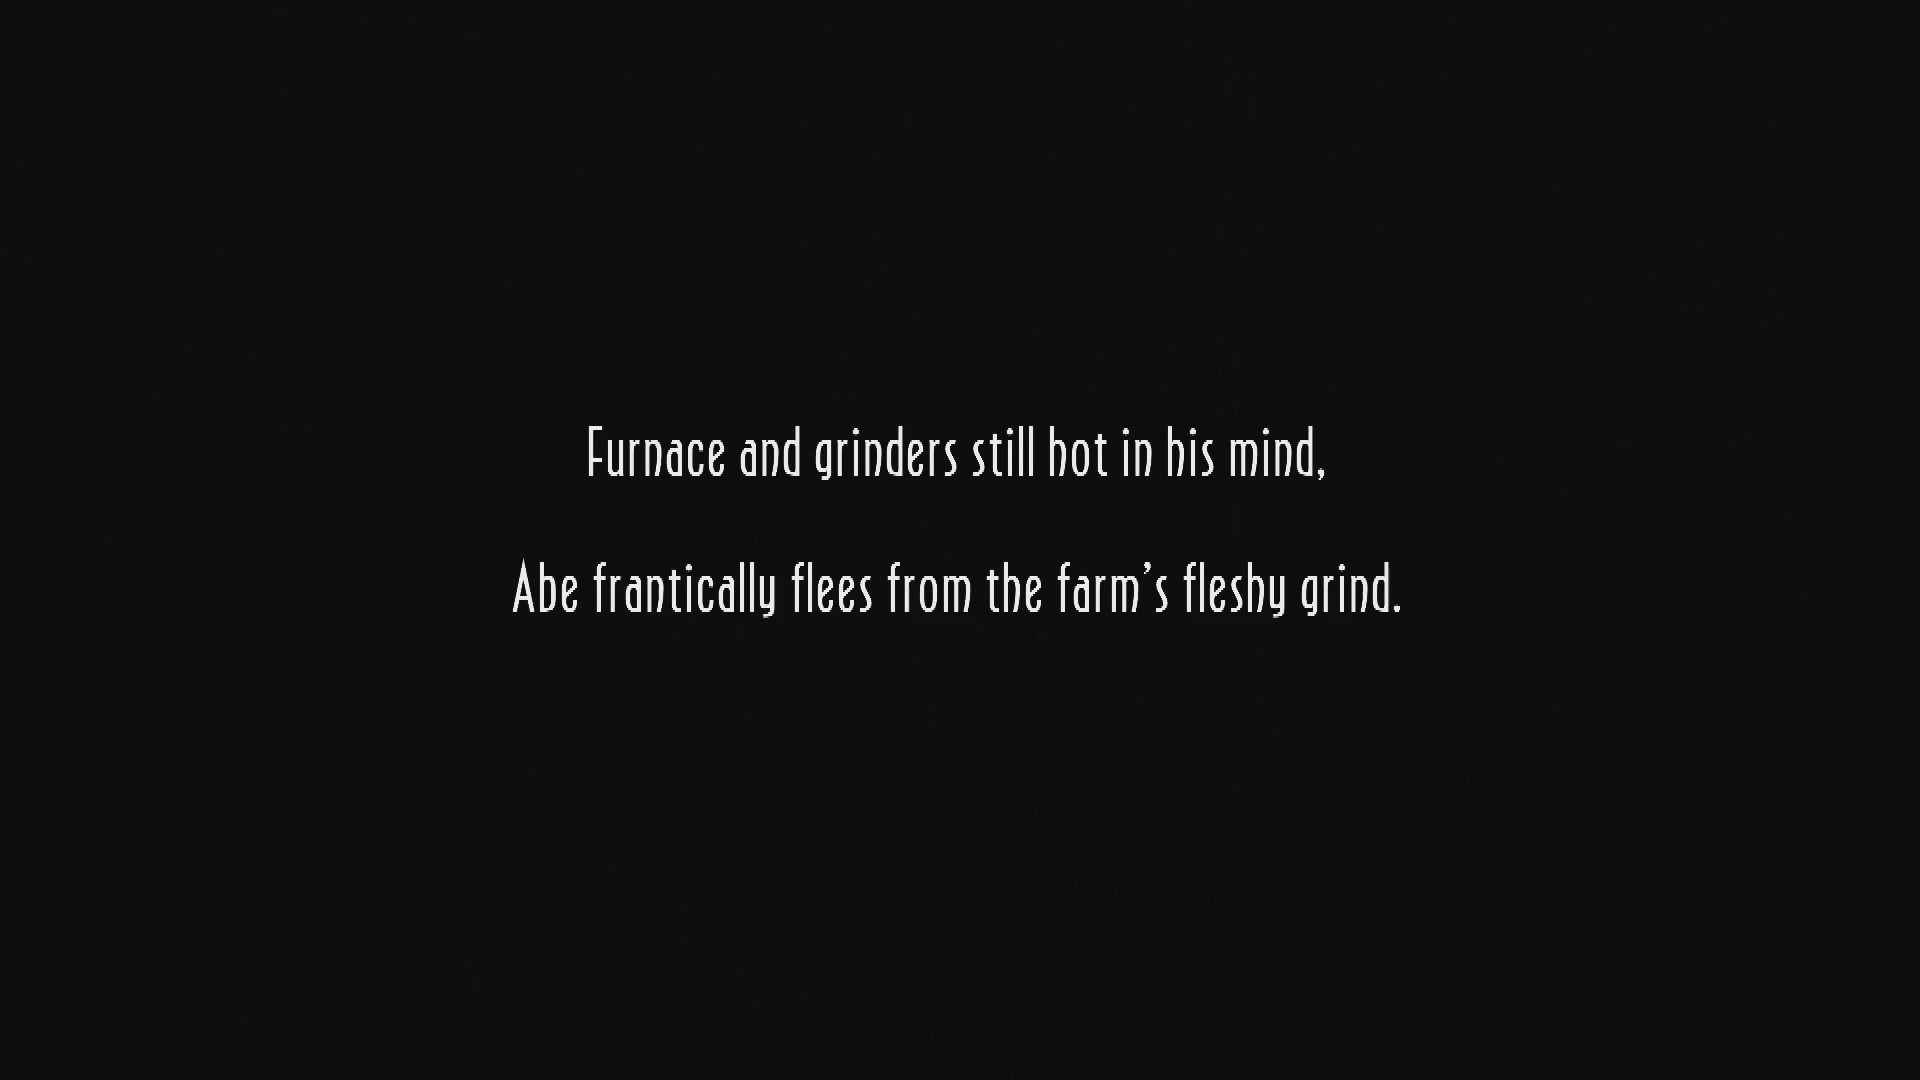 Furnace and grinders still hot in his mind,
Abe frantically flees from the farm’s fleshy grind.